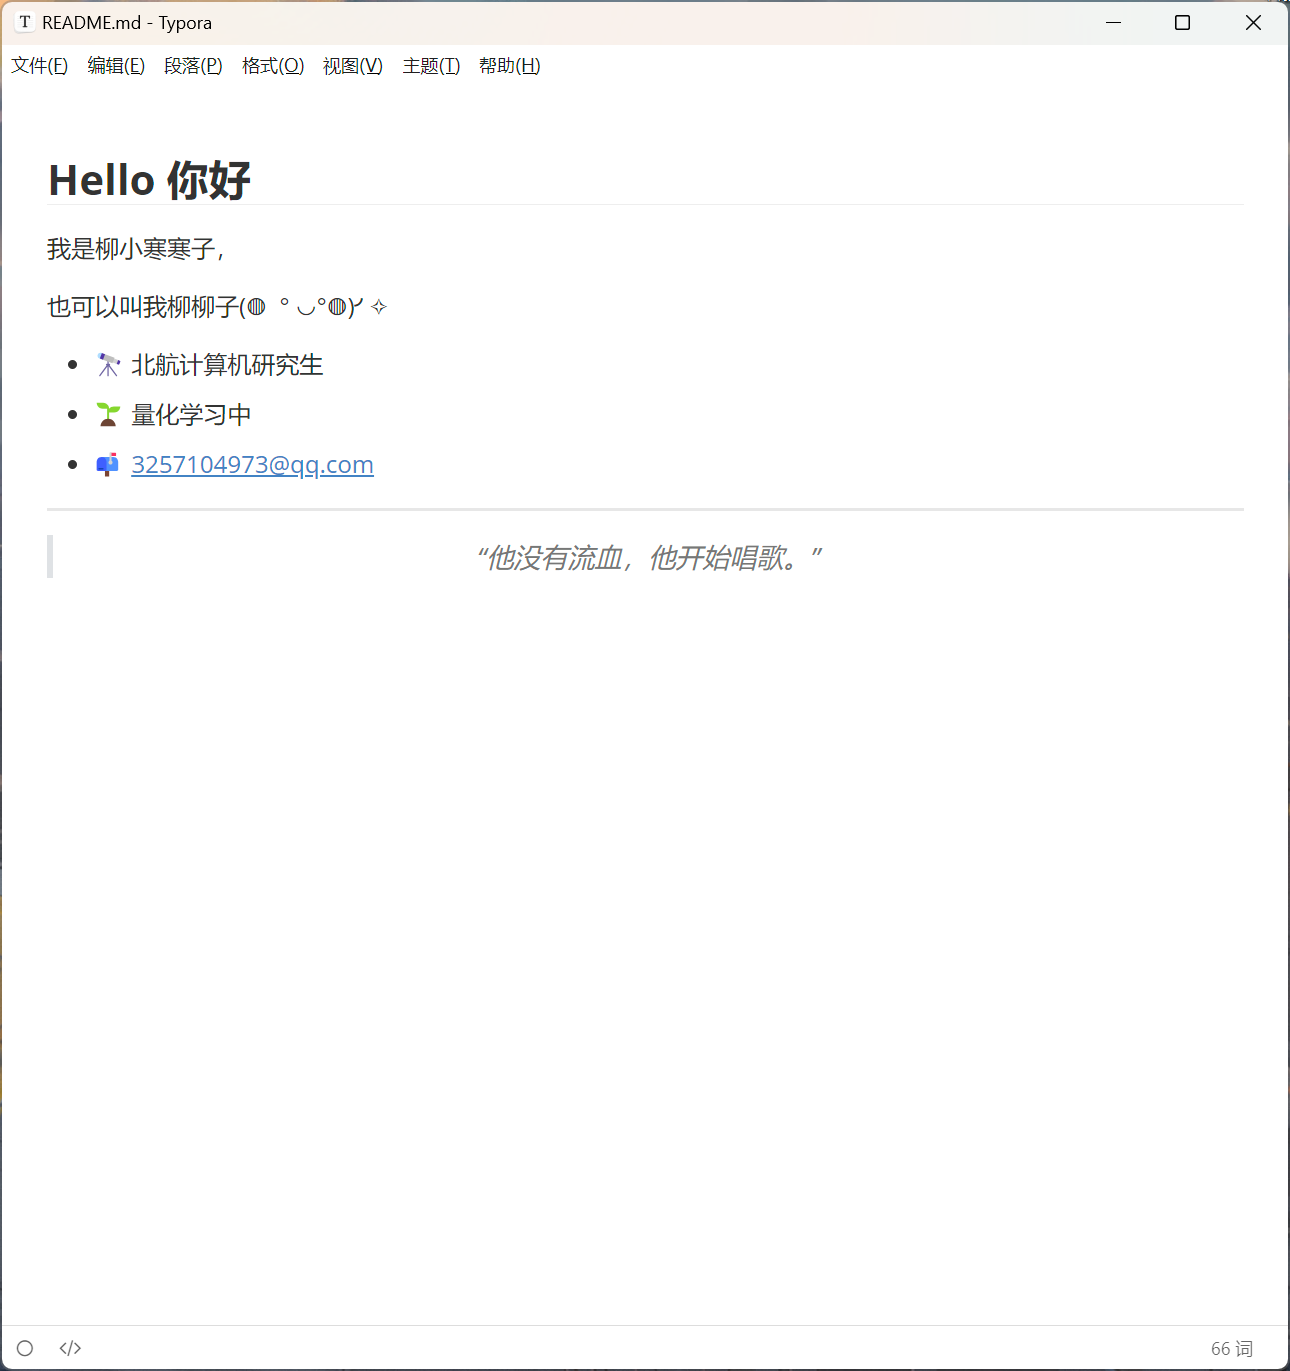 T README.md - Typora
文件(F) 编辑(E) 段落(P) 格式(O) 视图(V) 主题(T) 帮助(H)
Hello 你好
我是柳小寒寒子，
也可以叫我柳柳子(◍ ° ◡°◍)ﾉﾞ✧
🔭 北航计算机研究生
🌱 量化学习中
📫 3257104973@qq.com
“他没有流血，他开始唱歌。”
</> 66 词